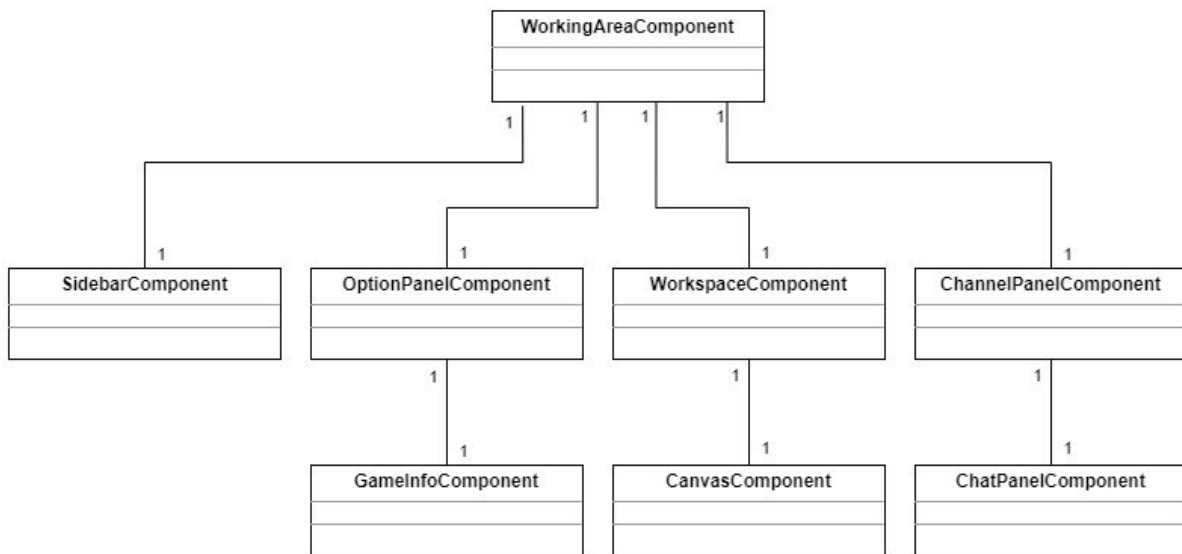 WorkingAreaComponent
1 1 1 1
1 1 1 1
SidebarComponent OptionPanelComponent WorkspaceComponent ChannelPanelComponent
1 1 1
1 1 1
GameInfoComponent CanvasComponent ChatPanelComponent